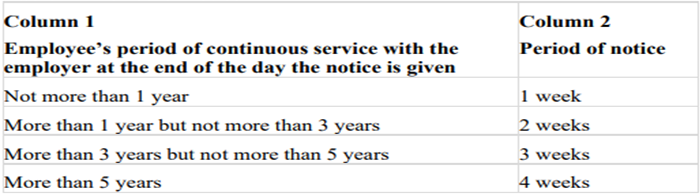 Column 1
Column 2
Employee's period of continuous service with the
employer at the end of the day the notice is given
Period of notice
Not more than 1 year
1 week
More than 1 year but not more than 3 years
2 weeks
More than 3 years but not more than 5 years
3 weeks
More than 5 years
4 weeks